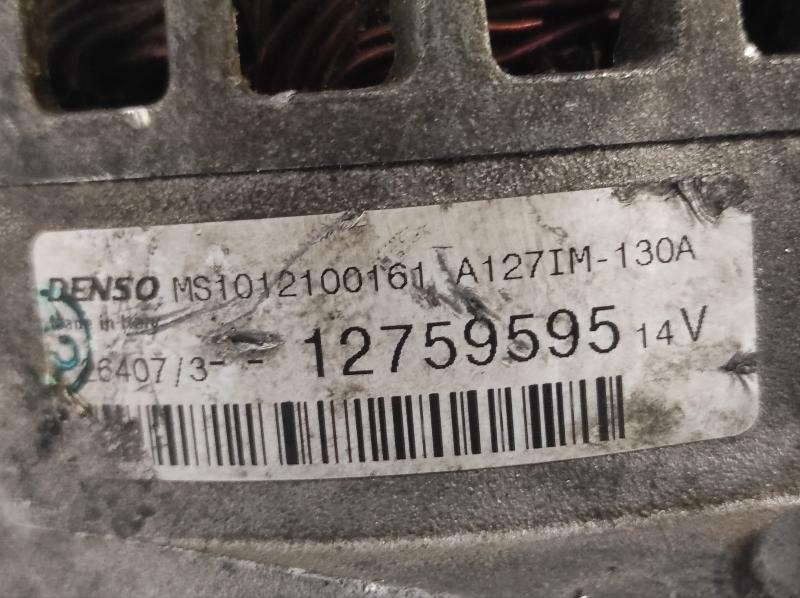 DENSO MS1012100161 A127IM-130A
Made in Italy
26407/3-- 12759595 14V